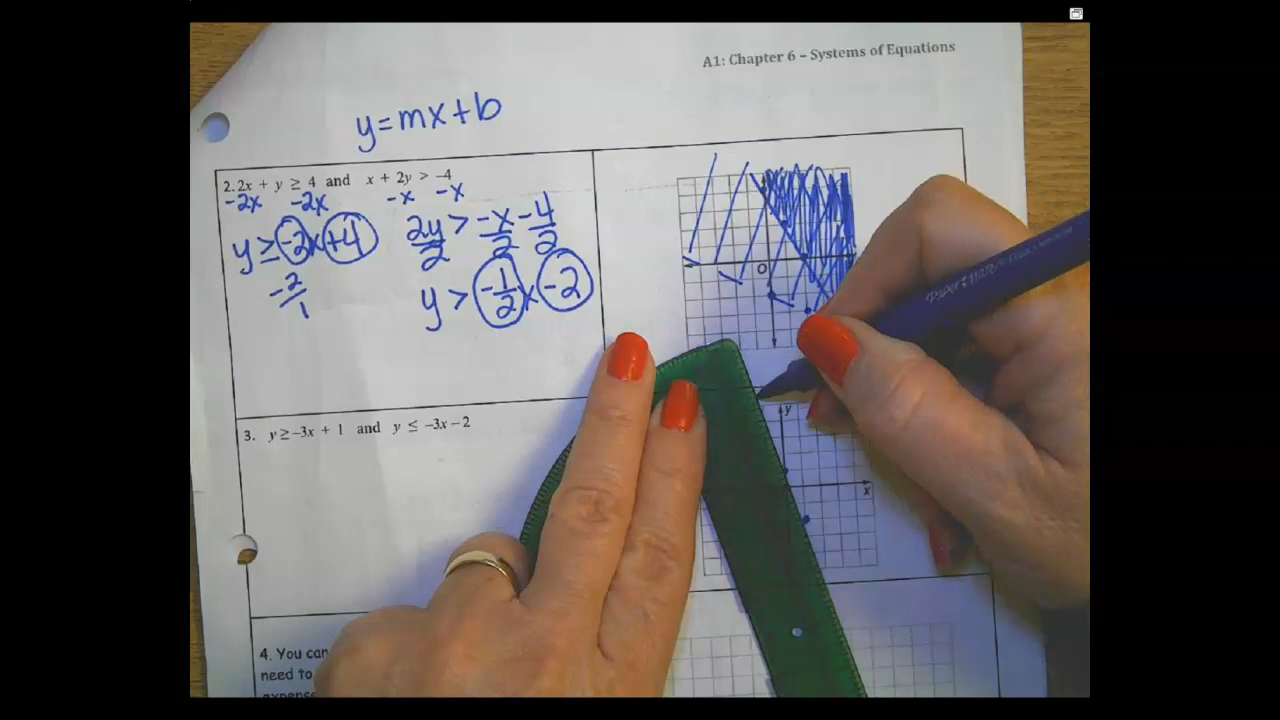 A1: Chapter 6 – Systems of Equations
y=mx+b
2. 2x + y ≥ 4 and x + 2y > -4
-2x -2x -x -x
y ≥ -2x +4
-2/1
2y/2 > -x/2 -4/2
y > -1/2 x -2
O
3. y ≥ -3x + 1 and y ≤ -3x - 2
y
x
4. You can
need to